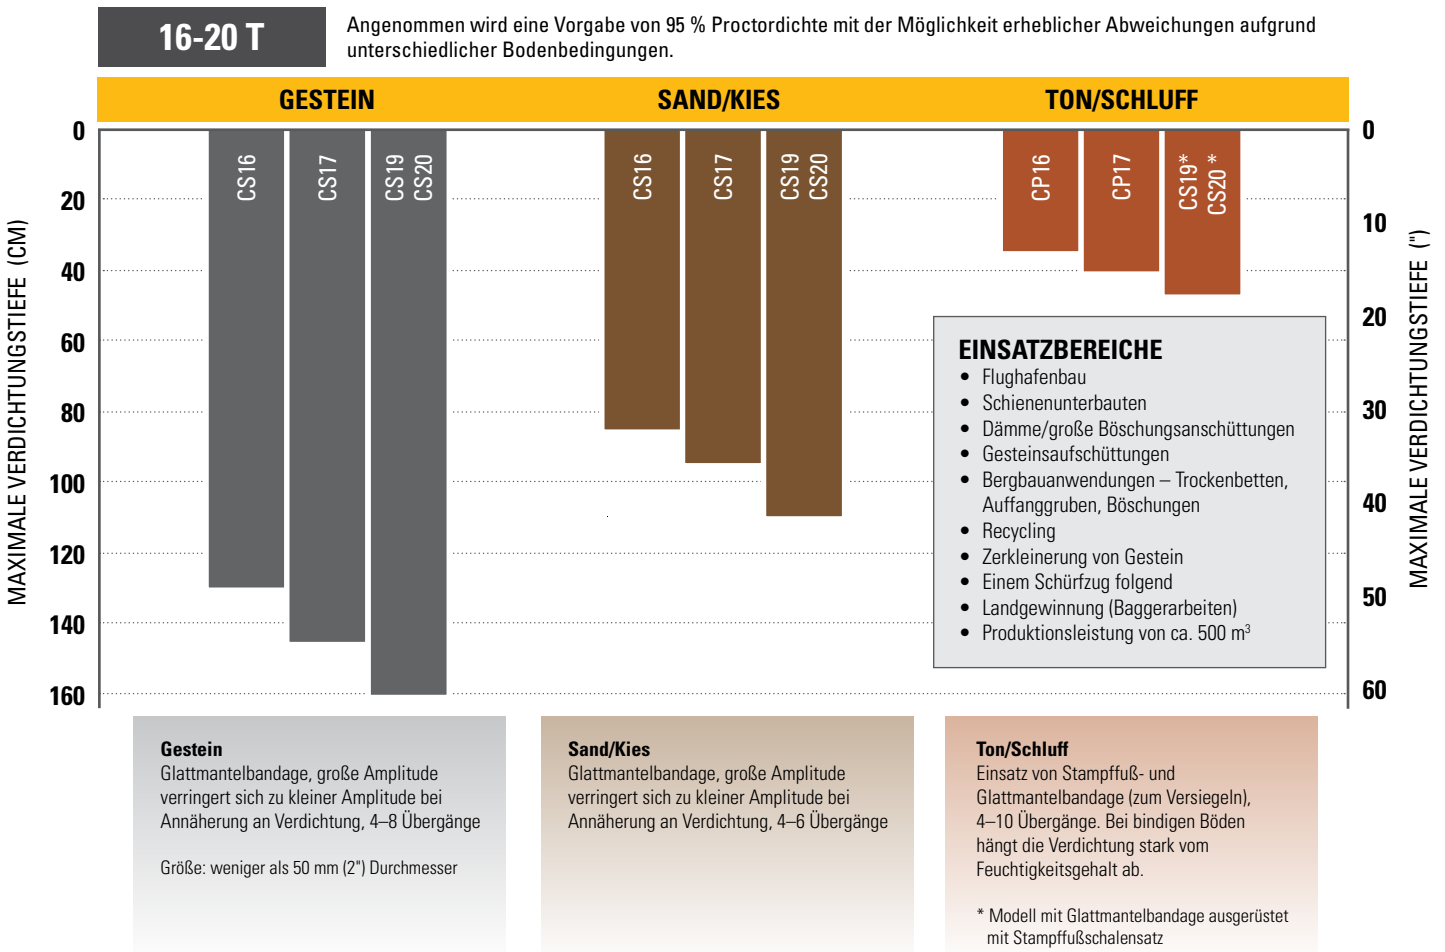 16-20 T
Angenommen wird eine Vorgabe von 95 % Proctordichte mit der Möglichkeit erheblicher Abweichungen aufgrund
unterschiedlicher Bodenbedingungen.
GESTEIN
SAND/KIES
TON/SCHLUFF
MAXIMALE VERDICHTUNGSTIEFE (CM)
0
20
40
60
80
100
120
140
160
CS16
CS17
CS19
CS20
CS16
CS17
CS19
CS20
CP16
CP17
CS19*
CS20 *
0
10
20
30
40
50
60
MAXIMALE VERDICHTUNGSTIEFE (")
EINSATZBEREICHE
• Flughafenbau
• Schienenunterbauten
• Dämme/große Böschungsanschüttungen
• Gesteinsaufschüttungen
• Bergbauanwendungen – Trockenbetten,
Auffanggruben, Böschungen
• Recycling
• Zerkleinerung von Gestein
• Einem Schürfzug folgend
• Landgewinnung (Baggerarbeiten)
• Produktionsleistung von ca. 500 m³
Gestein
Glattmantelbandage, große Amplitude
verringert sich zu kleiner Amplitude bei
Annäherung an Verdichtung, 4–8 Übergänge
Größe: weniger als 50 mm (2") Durchmesser
Sand/Kies
Glattmantelbandage, große Amplitude
verringert sich zu kleiner Amplitude bei
Annäherung an Verdichtung, 4–6 Übergänge
Ton/Schluff
Einsatz von Stampffuß- und
Glattmantelbandage (zum Versiegeln),
4–10 Übergänge. Bei bindigen Böden
hängt die Verdichtung stark vom
Feuchtigkeitsgehalt ab.
* Modell mit Glattmantelbandage ausgerüstet
mit Stampffußschalensatz